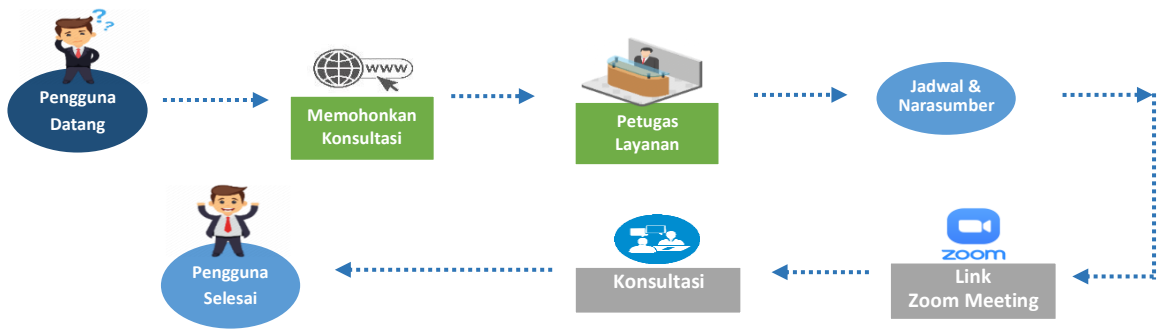 ??
Pengguna
Datang
www
Memohonkan
Konsultasi
Petugas
Layanan
Jadwal &
Narasumber
zoom
Link
Zoom Meeting
Konsultasi
Pengguna
Selesai